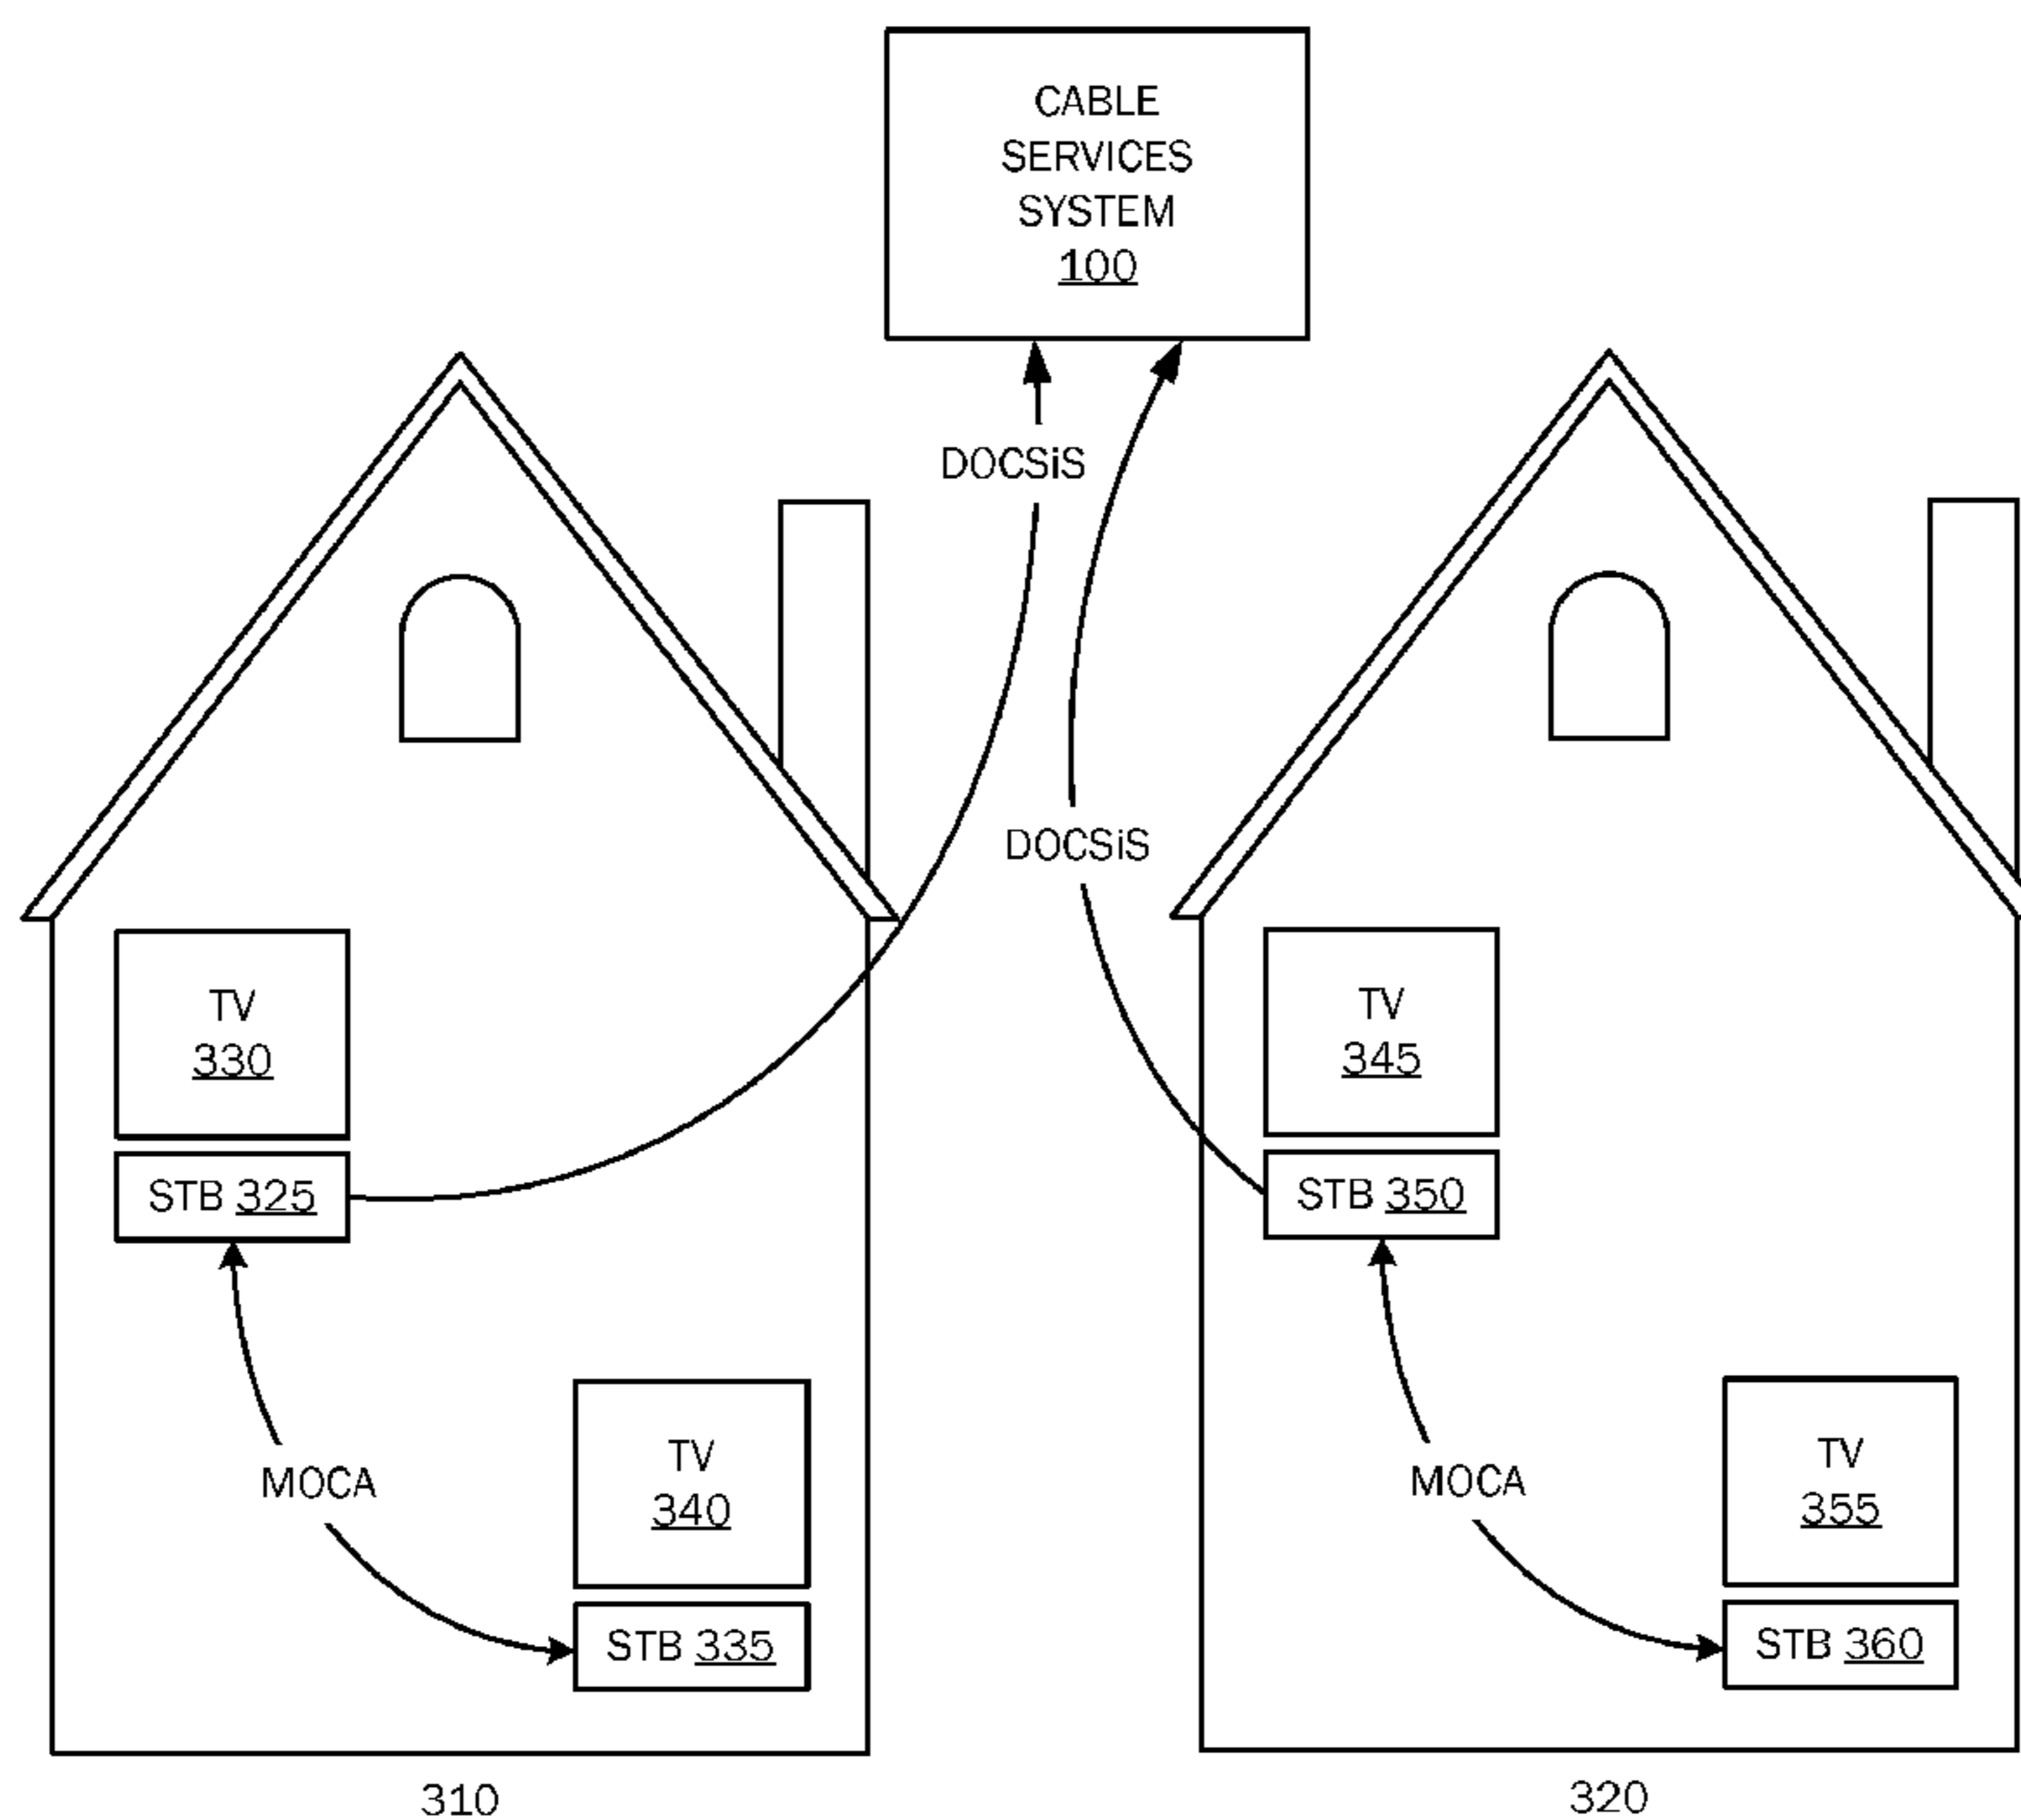 CABLE
SERVICES
SYSTEM
100
DOCSiS
DOCSiS
TV
330
STB 325
MOCA
TV
340
STB 335
310
TV
345
STB 350
MOCA
TV
355
STB 360
320